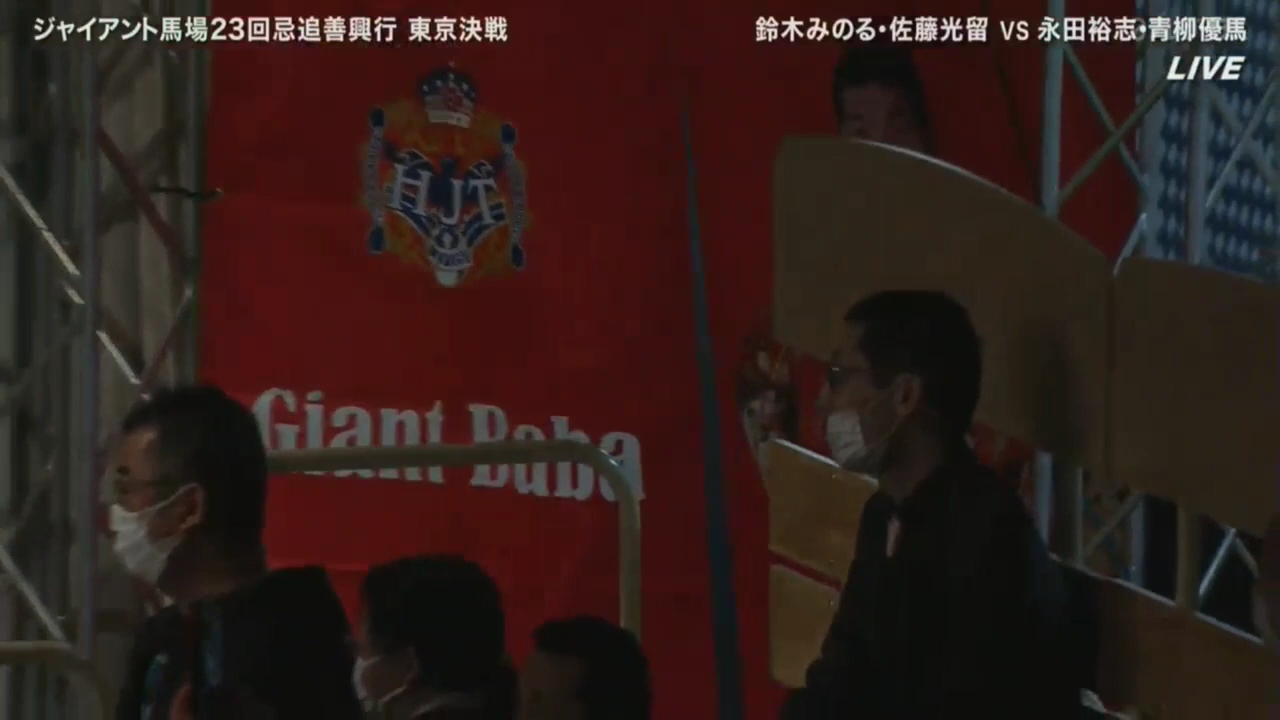 ジャイアント馬場23回忌追善興行 東京決戦
鈴木みのる・佐藤光留 VS 永田裕志・青柳優馬
LIVE
HJT
Giant Baba